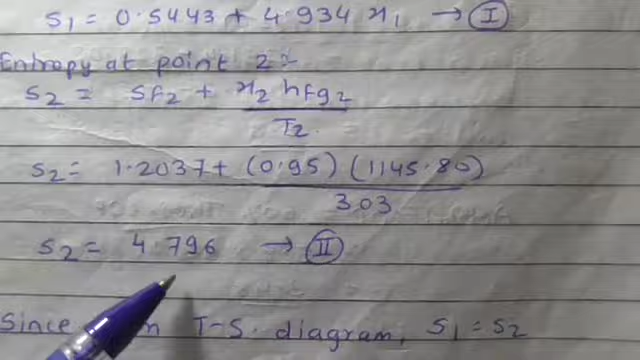 S₁ = 0.5443 + 4.934 x₁ → Ⓘ
Entropy at point 2:-
S₂ = Sf₂ + x₂ hfg₂
T₂
S₂ = 1.2037 + (0.95) (1145.80)
303
S₂ = 4.796 → Ⅱ
Since T-S. diagram, S₁ = S₂